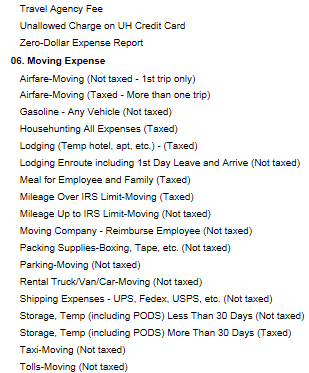 Travel Agency Fee
Unallowed Charge on UH Credit Card
Zero-Dollar Expense Report
06. Moving Expense
Airfare-Moving (Not taxed - 1st trip only)
Airfare-Moving (Taxed - More than one trip)
Gasoline - Any Vehicle (Not taxed)
Househunting All Expenses (Taxed)
Lodging (Temp hotel, apt, etc.) - (Taxed)
Lodging Enroute including 1st Day Leave and Arrive (Not taxed)
Meal for Employee and Family (Taxed)
Mileage Over IRS Limit-Moving (Taxed)
Mileage Up to IRS Limit-Moving (Not taxed)
Moving Company - Reimburse Employee (Not taxed)
Packing Supplies-Boxing, Tape, etc. (Not taxed)
Parking-Moving (Not taxed)
Rental Truck/Van/Car-Moving (Not taxed)
Shipping Expenses - UPS, Fedex, USPS, etc. (Not taxed)
Storage, Temp (including PODS) Less Than 30 Days (Not taxed)
Storage, Temp (including PODS) More Than 30 Days (Taxed)
Taxi-Moving (Not taxed)
Tolls-Moving (Not taxed)